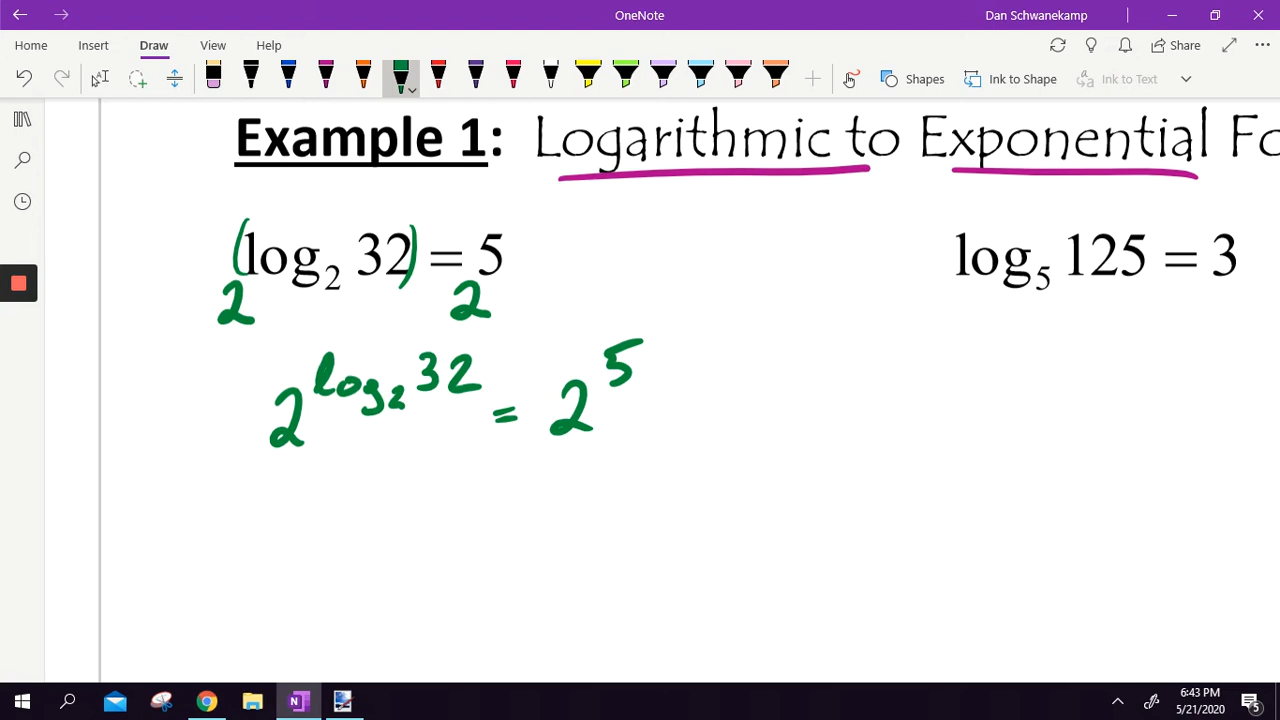 OneNote
Dan Schwanekamp
Home Insert Draw View Help
Share
Shapes Ink to Shape Ink to Text
Example 1: Logarithmic to Exponential Fo
(log₂ 32) = 5
log₅ 125 = 3
2 2
2^(log₂ 32) = 2^5
6:43 PM
5/21/2020
5